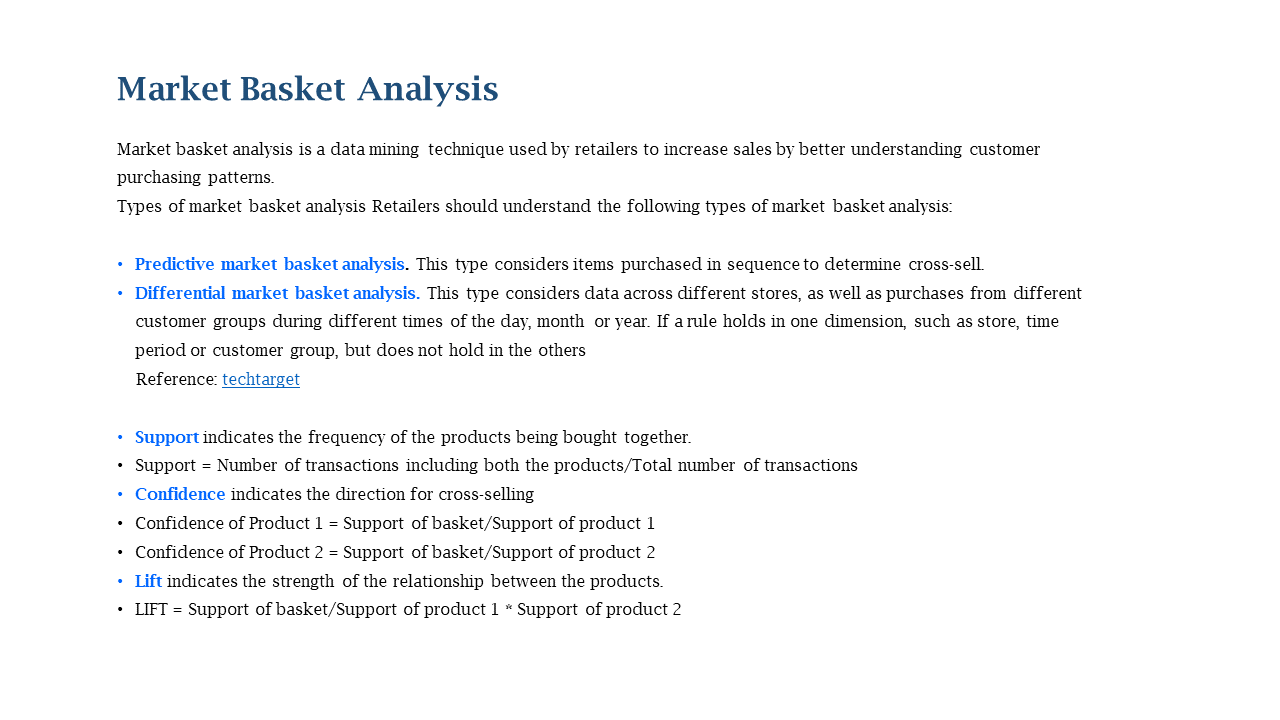 Market Basket Analysis
Market basket analysis is a data mining technique used by retailers to increase sales by better understanding customer
purchasing patterns.
Types of market basket analysis Retailers should understand the following types of market basket analysis:
• Predictive market basket analysis. This type considers items purchased in sequence to determine cross-sell.
• Differential market basket analysis. This type considers data across different stores, as well as purchases from different
customer groups during different times of the day, month or year. If a rule holds in one dimension, such as store, time
period or customer group, but does not hold in the others
Reference: techtarget
• Support indicates the frequency of the products being bought together.
• Support = Number of transactions including both the products/Total number of transactions
• Confidence indicates the direction for cross-selling
• Confidence of Product 1 = Support of basket/Support of product 1
• Confidence of Product 2 = Support of basket/Support of product 2
• Lift indicates the strength of the relationship between the products.
• LIFT = Support of basket/Support of product 1 * Support of product 2